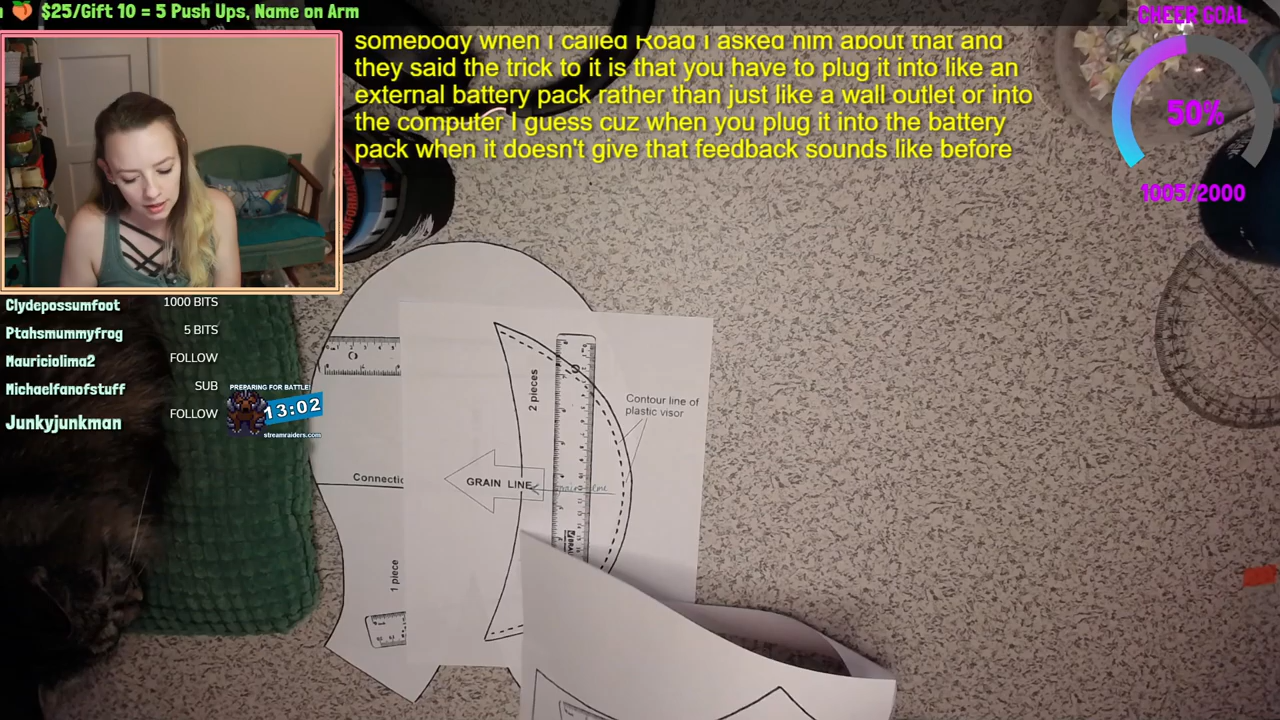 $25/Gift 10 = 5 Push Ups, Name on Arm
CHEER GOAL
somebody when I called Road I asked him about that and
they said the trick to it is that you have to plug it into like an
external battery pack rather than just like a wall outlet or into
the computer I guess cuz when you plug it into the battery
pack when it doesn't give that feedback sounds like before
50%
1005/2000
Clydepossumfoot 1000 BITS
Ptahsmummyfrog 5 BITS
Mauriciolima2 FOLLOW
Michaelfanofstuff SUB
Junkyjunkman FOLLOW
PREPARING FOR BATTLE!
13:02
streamraiders.com
2 pieces
Contour line of
plastic visor
GRAIN LINE
1 piece